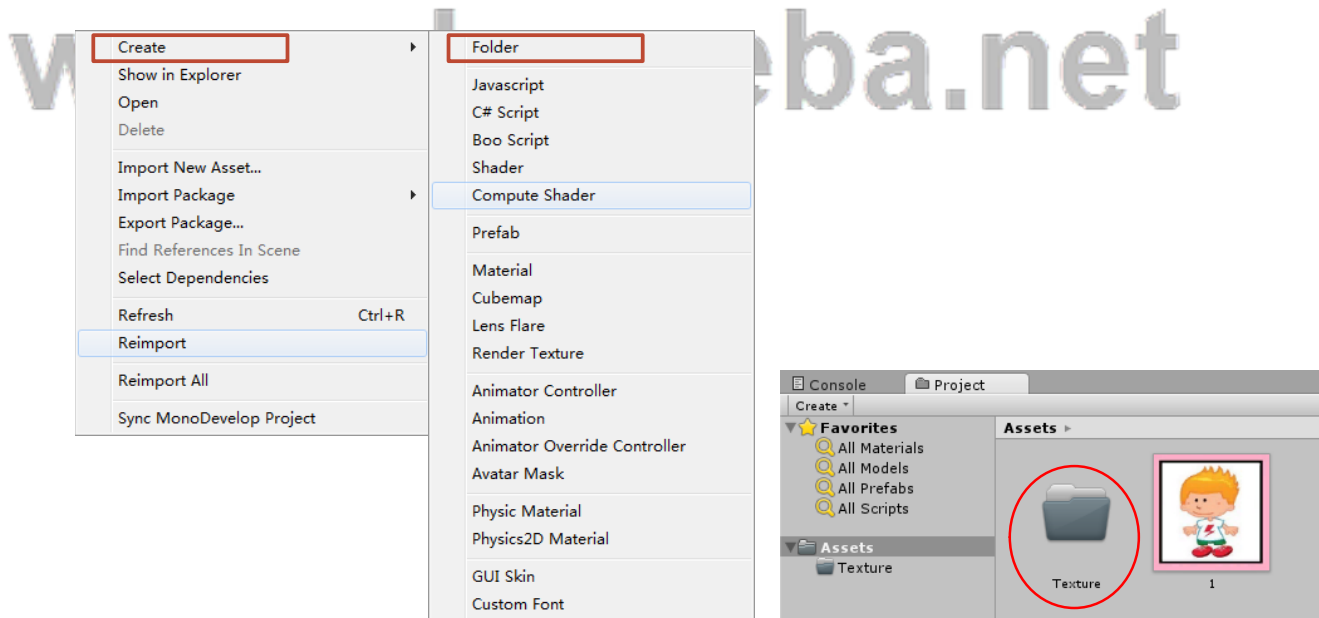 Create
Show in Explorer
Open
Delete
Import New Asset...
Import Package
Export Package...
Find References In Scene
Select Dependencies
Refresh Ctrl+R
Reimport
Reimport All
Sync MonoDevelop Project
Folder
Javascript
C# Script
Boo Script
Shader
Compute Shader
Prefab
Material
Cubemap
Lens Flare
Render Texture
Animator Controller
Animation
Animator Override Controller
Avatar Mask
Physic Material
Physics2D Material
GUI Skin
Custom Font
Console Project
Create
Favorites
All Materials
All Models
All Prefabs
All Scripts
Assets
Texture
Assets
Texture
1